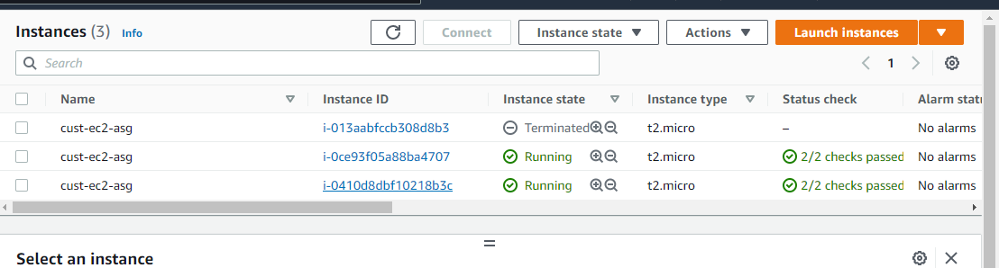 Instances (3) Info Connect Instance state Actions Launch instances
Search 1
Name Instance ID Instance state Instance type Status check Alarm statu
cust-ec2-asg i-013aabfccb308d8b3 Terminated t2.micro – No alarms
cust-ec2-asg i-0ce93f05a88ba4707 Running t2.micro 2/2 checks passed No alarms
cust-ec2-asg i-0410d8dbf10218b3c Running t2.micro 2/2 checks passed No alarms
Select an instance